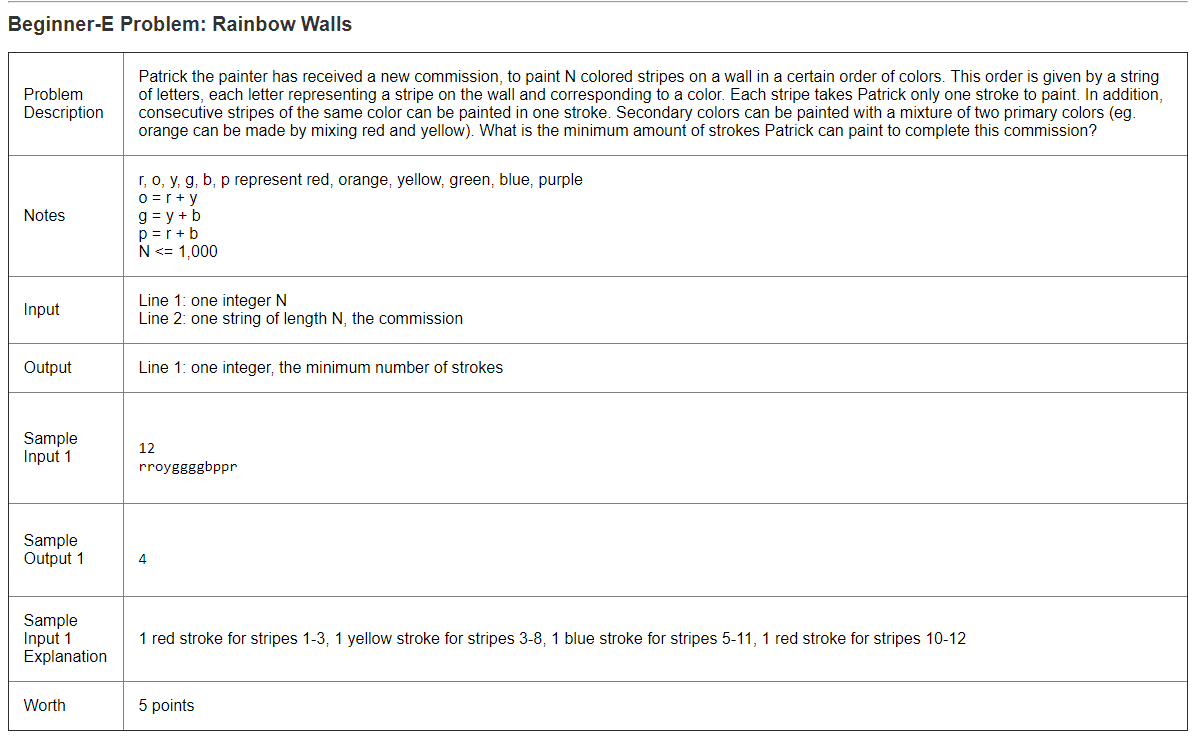 Beginner-E Problem: Rainbow Walls
Problem
Description
Patrick the painter has received a new commission, to paint N colored stripes on a wall in a certain order of colors. This order is given by a string
of letters, each letter representing a stripe on the wall and corresponding to a color. Each stripe takes Patrick only one stroke to paint. In addition,
consecutive stripes of the same color can be painted in one stroke. Secondary colors can be painted with a mixture of two primary colors (eg.
orange can be made by mixing red and yellow). What is the minimum amount of strokes Patrick can paint to complete this commission?
Notes
r, o, y, g, b, p represent red, orange, yellow, green, blue, purple
o = r + y
g = y + b
p = r + b
N <= 1,000
Input
Line 1: one integer N
Line 2: one string of length N, the commission
Output
Line 1: one integer, the minimum number of strokes
Sample
Input 1
12
rroyggggbppr
Sample
Output 1
4
Sample
Input 1
Explanation
1 red stroke for stripes 1-3, 1 yellow stroke for stripes 3-8, 1 blue stroke for stripes 5-11, 1 red stroke for stripes 10-12
Worth
5 points